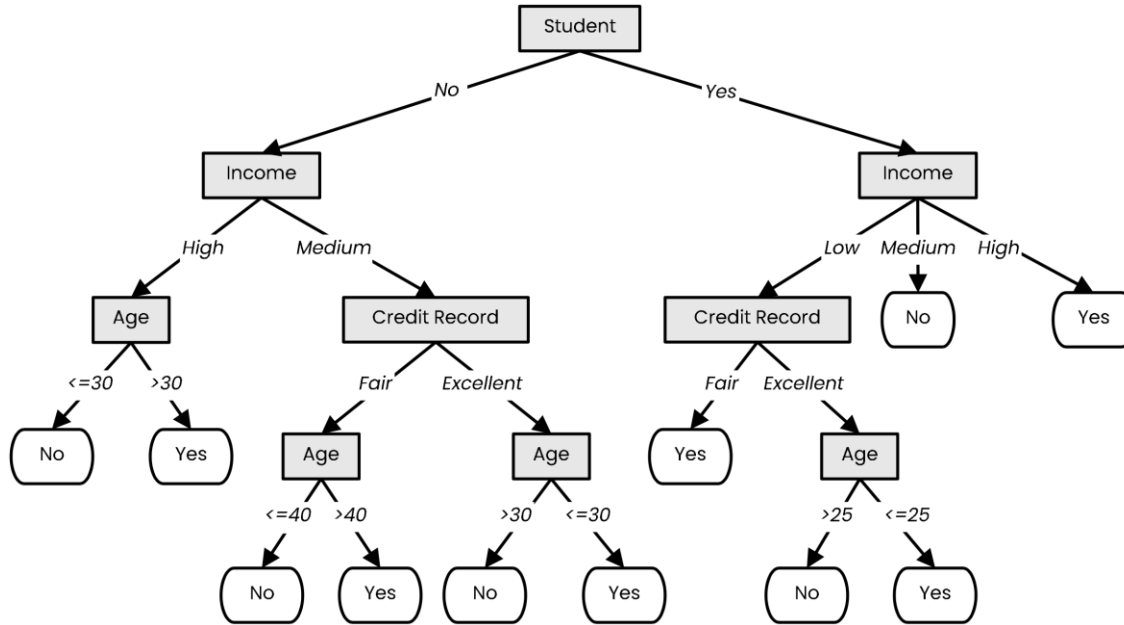 Student
No
Yes
Income
Income
High
Medium
Low
Medium
High
Age
Credit Record
Credit Record
No
Yes
<=30
>30
Fair
Excellent
Fair
Excellent
No
Yes
Age
Age
Yes
Age
<=40
>40
>30
<=30
>25
<=25
No
Yes
No
Yes
No
Yes